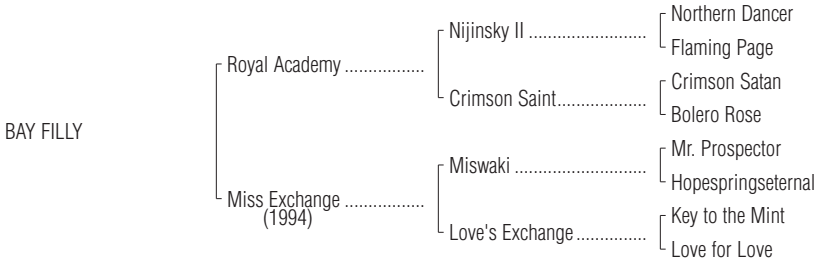 Northern Dancer
Nijinsky II .........................
Flaming Page
Royal Academy .................
Crimson Satan
Crimson Saint...................
Bolero Rose
BAY FILLY
Mr. Prospector
Miswaki ............................
Hopespringseternal
Miss Exchange .................
(1994)
Key to the Mint
Love's Exchange...............
Love for Love